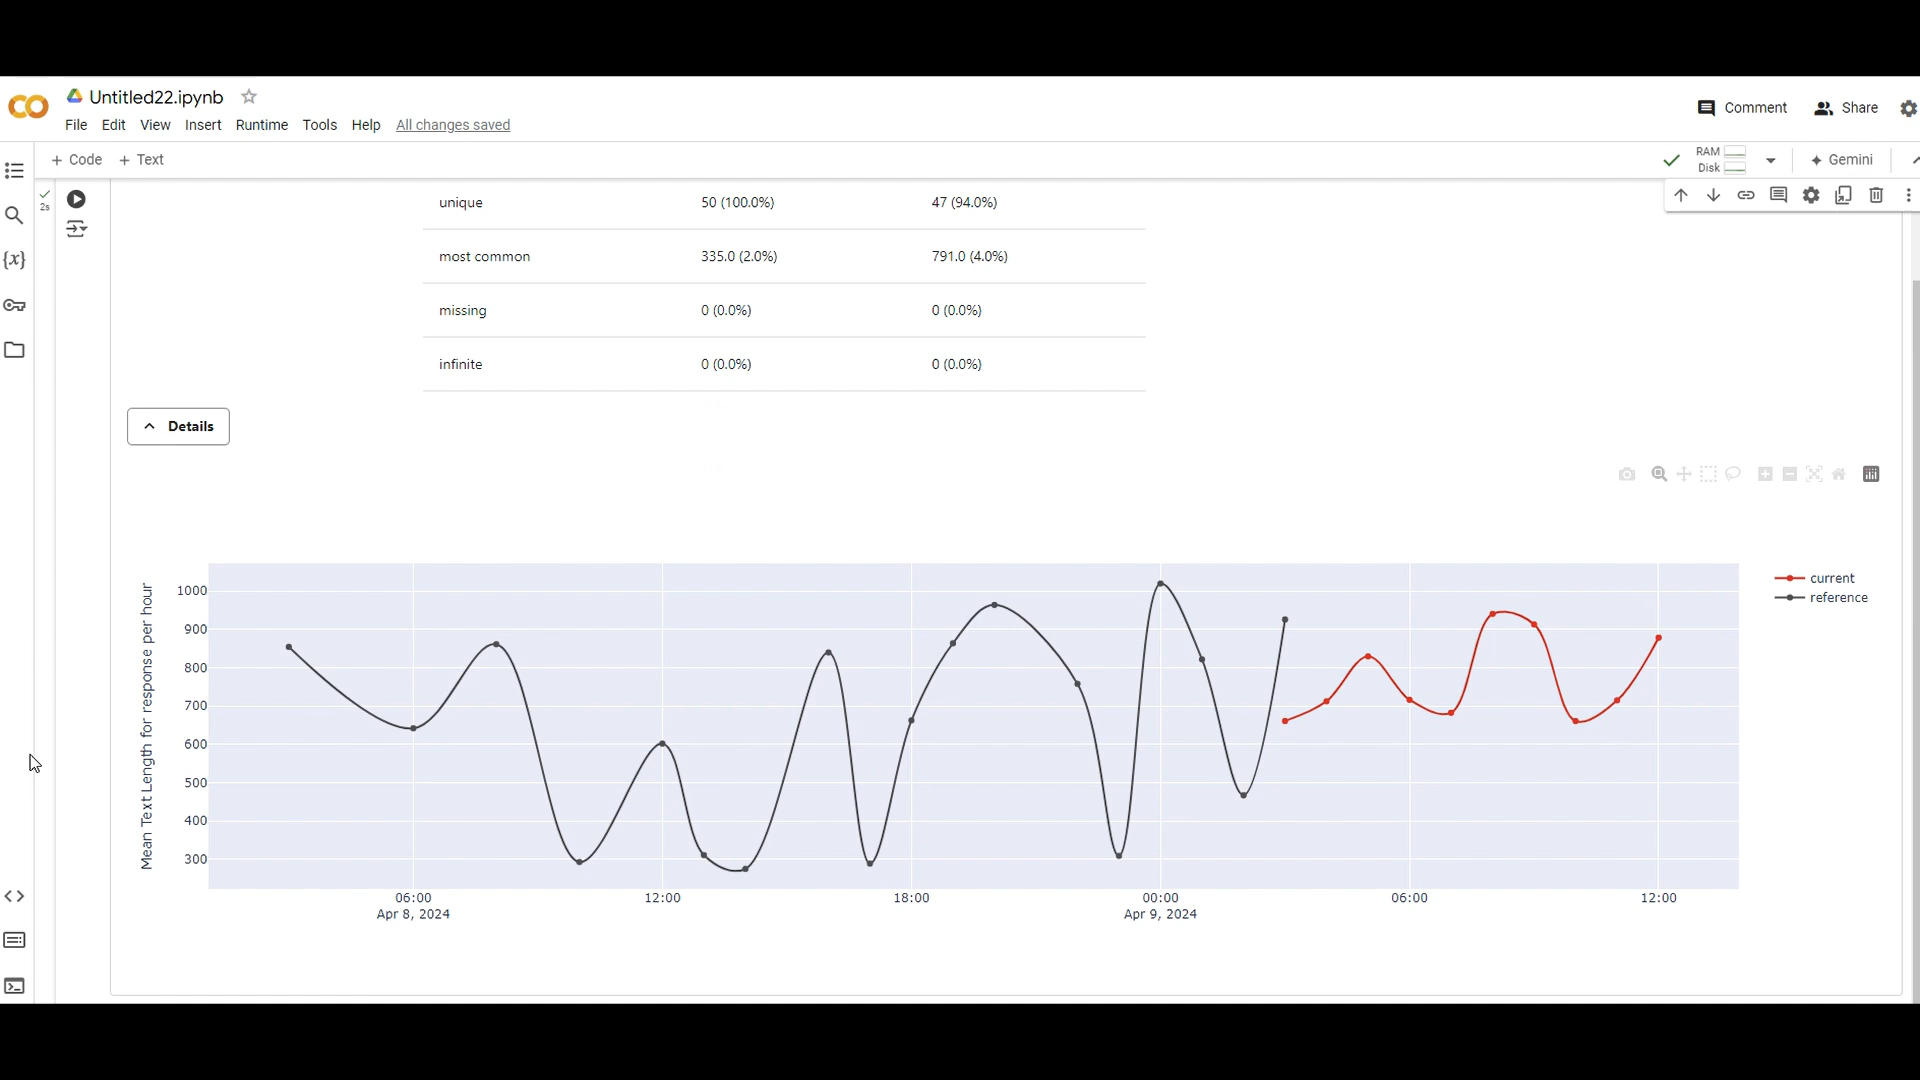 Untitled22.ipynb
File Edit View Insert Runtime Tools Help All changes saved
Comment Share
+ Code + Text
RAM
Disk
Gemini
2s
{x}
unique 50 (100.0%) 47 (94.0%)
most common 335.0 (2.0%) 791.0 (4.0%)
missing 0 (0.0%) 0 (0.0%)
infinite 0 (0.0%) 0 (0.0%)
Details
Mean Text Length for response per hour
1000
900
800
700
600
500
400
300
current
reference
06:00 12:00 18:00 00:00 06:00 12:00
Apr 8, 2024 Apr 9, 2024